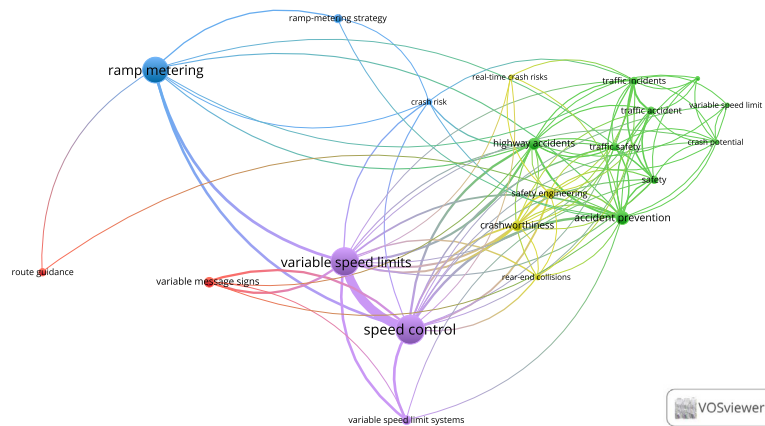 ramp-metering strategy
ramp metering
real-time crash risks
traffic incidents
crash risk
variable speed limit
traffic accident
highway accidents
traffic safety
crash potential
safety
safety engineering
accident prevention
crashworthiness
variable speed limits
route guidance
variable message signs
rear-end collisions
speed control
VOSviewer
variable speed limit systems